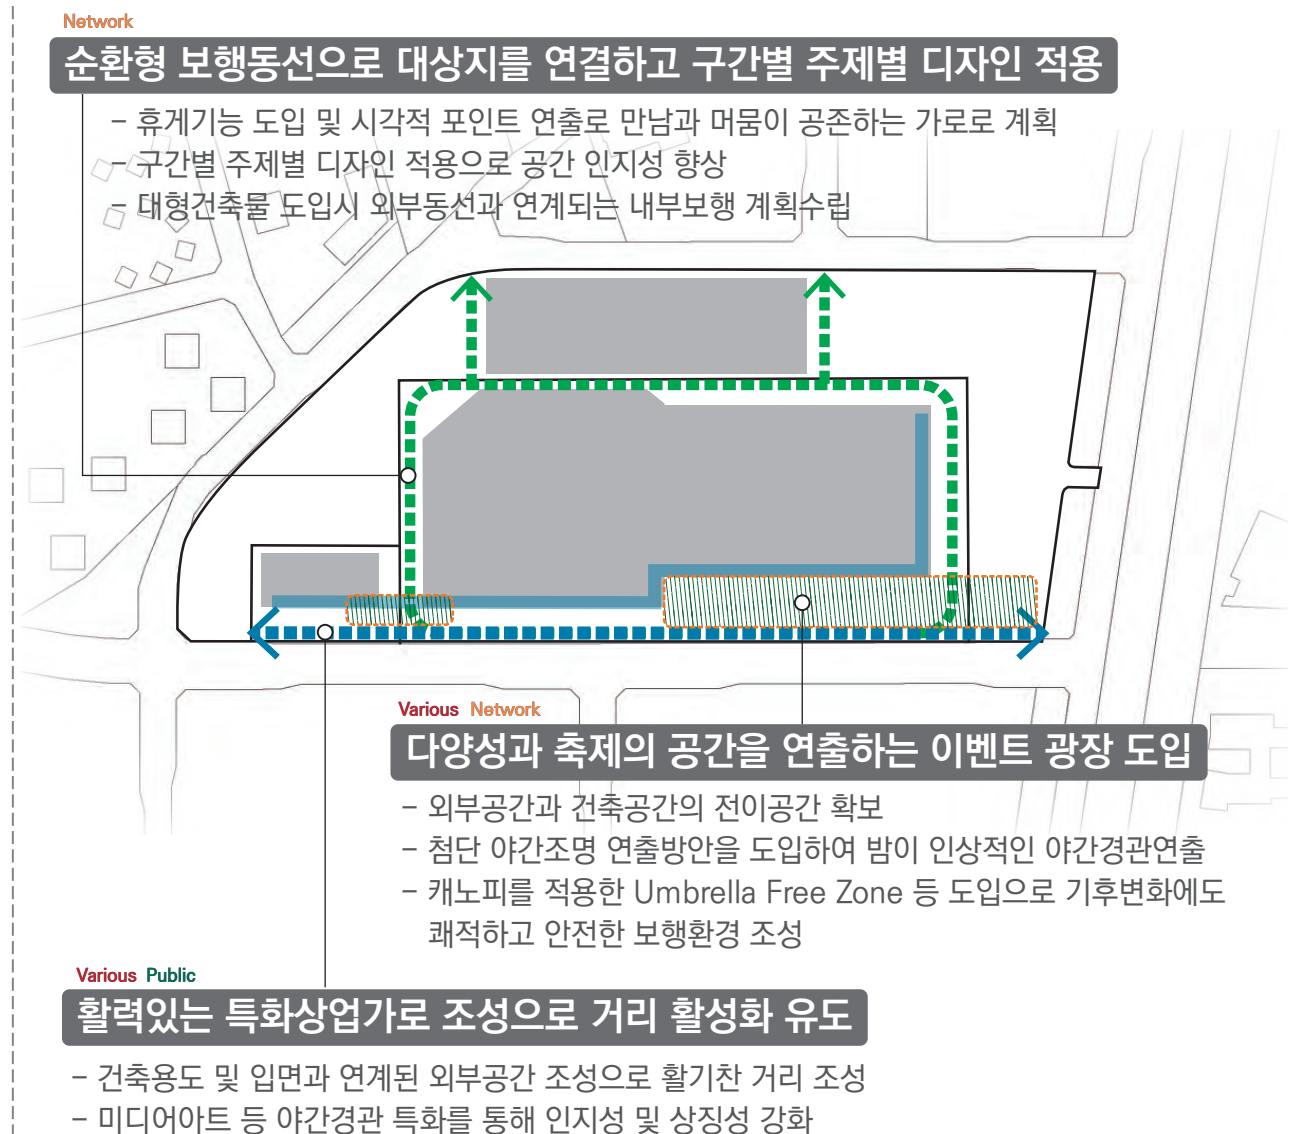 Network
순환형 보행동선으로 대상지를 연결하고 구간별 주제별 디자인 적용
- 휴게기능 도입 및 시각적 포인트 연출로 만남과 머뭄이 공존하는 가로로 계획
- 구간별 주제별 디자인 적용으로 공간 인지성 향상
- 대형건축물 도입시 외부동선과 연계되는 내부보행 계획수립
Various Network
다양성과 축제의 공간을 연출하는 이벤트 광장 도입
- 외부공간과 건축공간의 전이공간 확보
- 첨단 야간조명 연출방안을 도입하여 밤이 인상적인 야간경관연출
- 캐노피를 적용한 Umbrella Free Zone 등 도입으로 기후변화에도
쾌적하고 안전한 보행환경 조성
Various Public
활력있는 특화상업가로 조성으로 거리 활성화 유도
- 건축용도 및 입면과 연계된 외부공간 조성으로 활기찬 거리 조성
- 미디어아트 등 야간경관 특화를 통해 인지성 및 상징성 강화